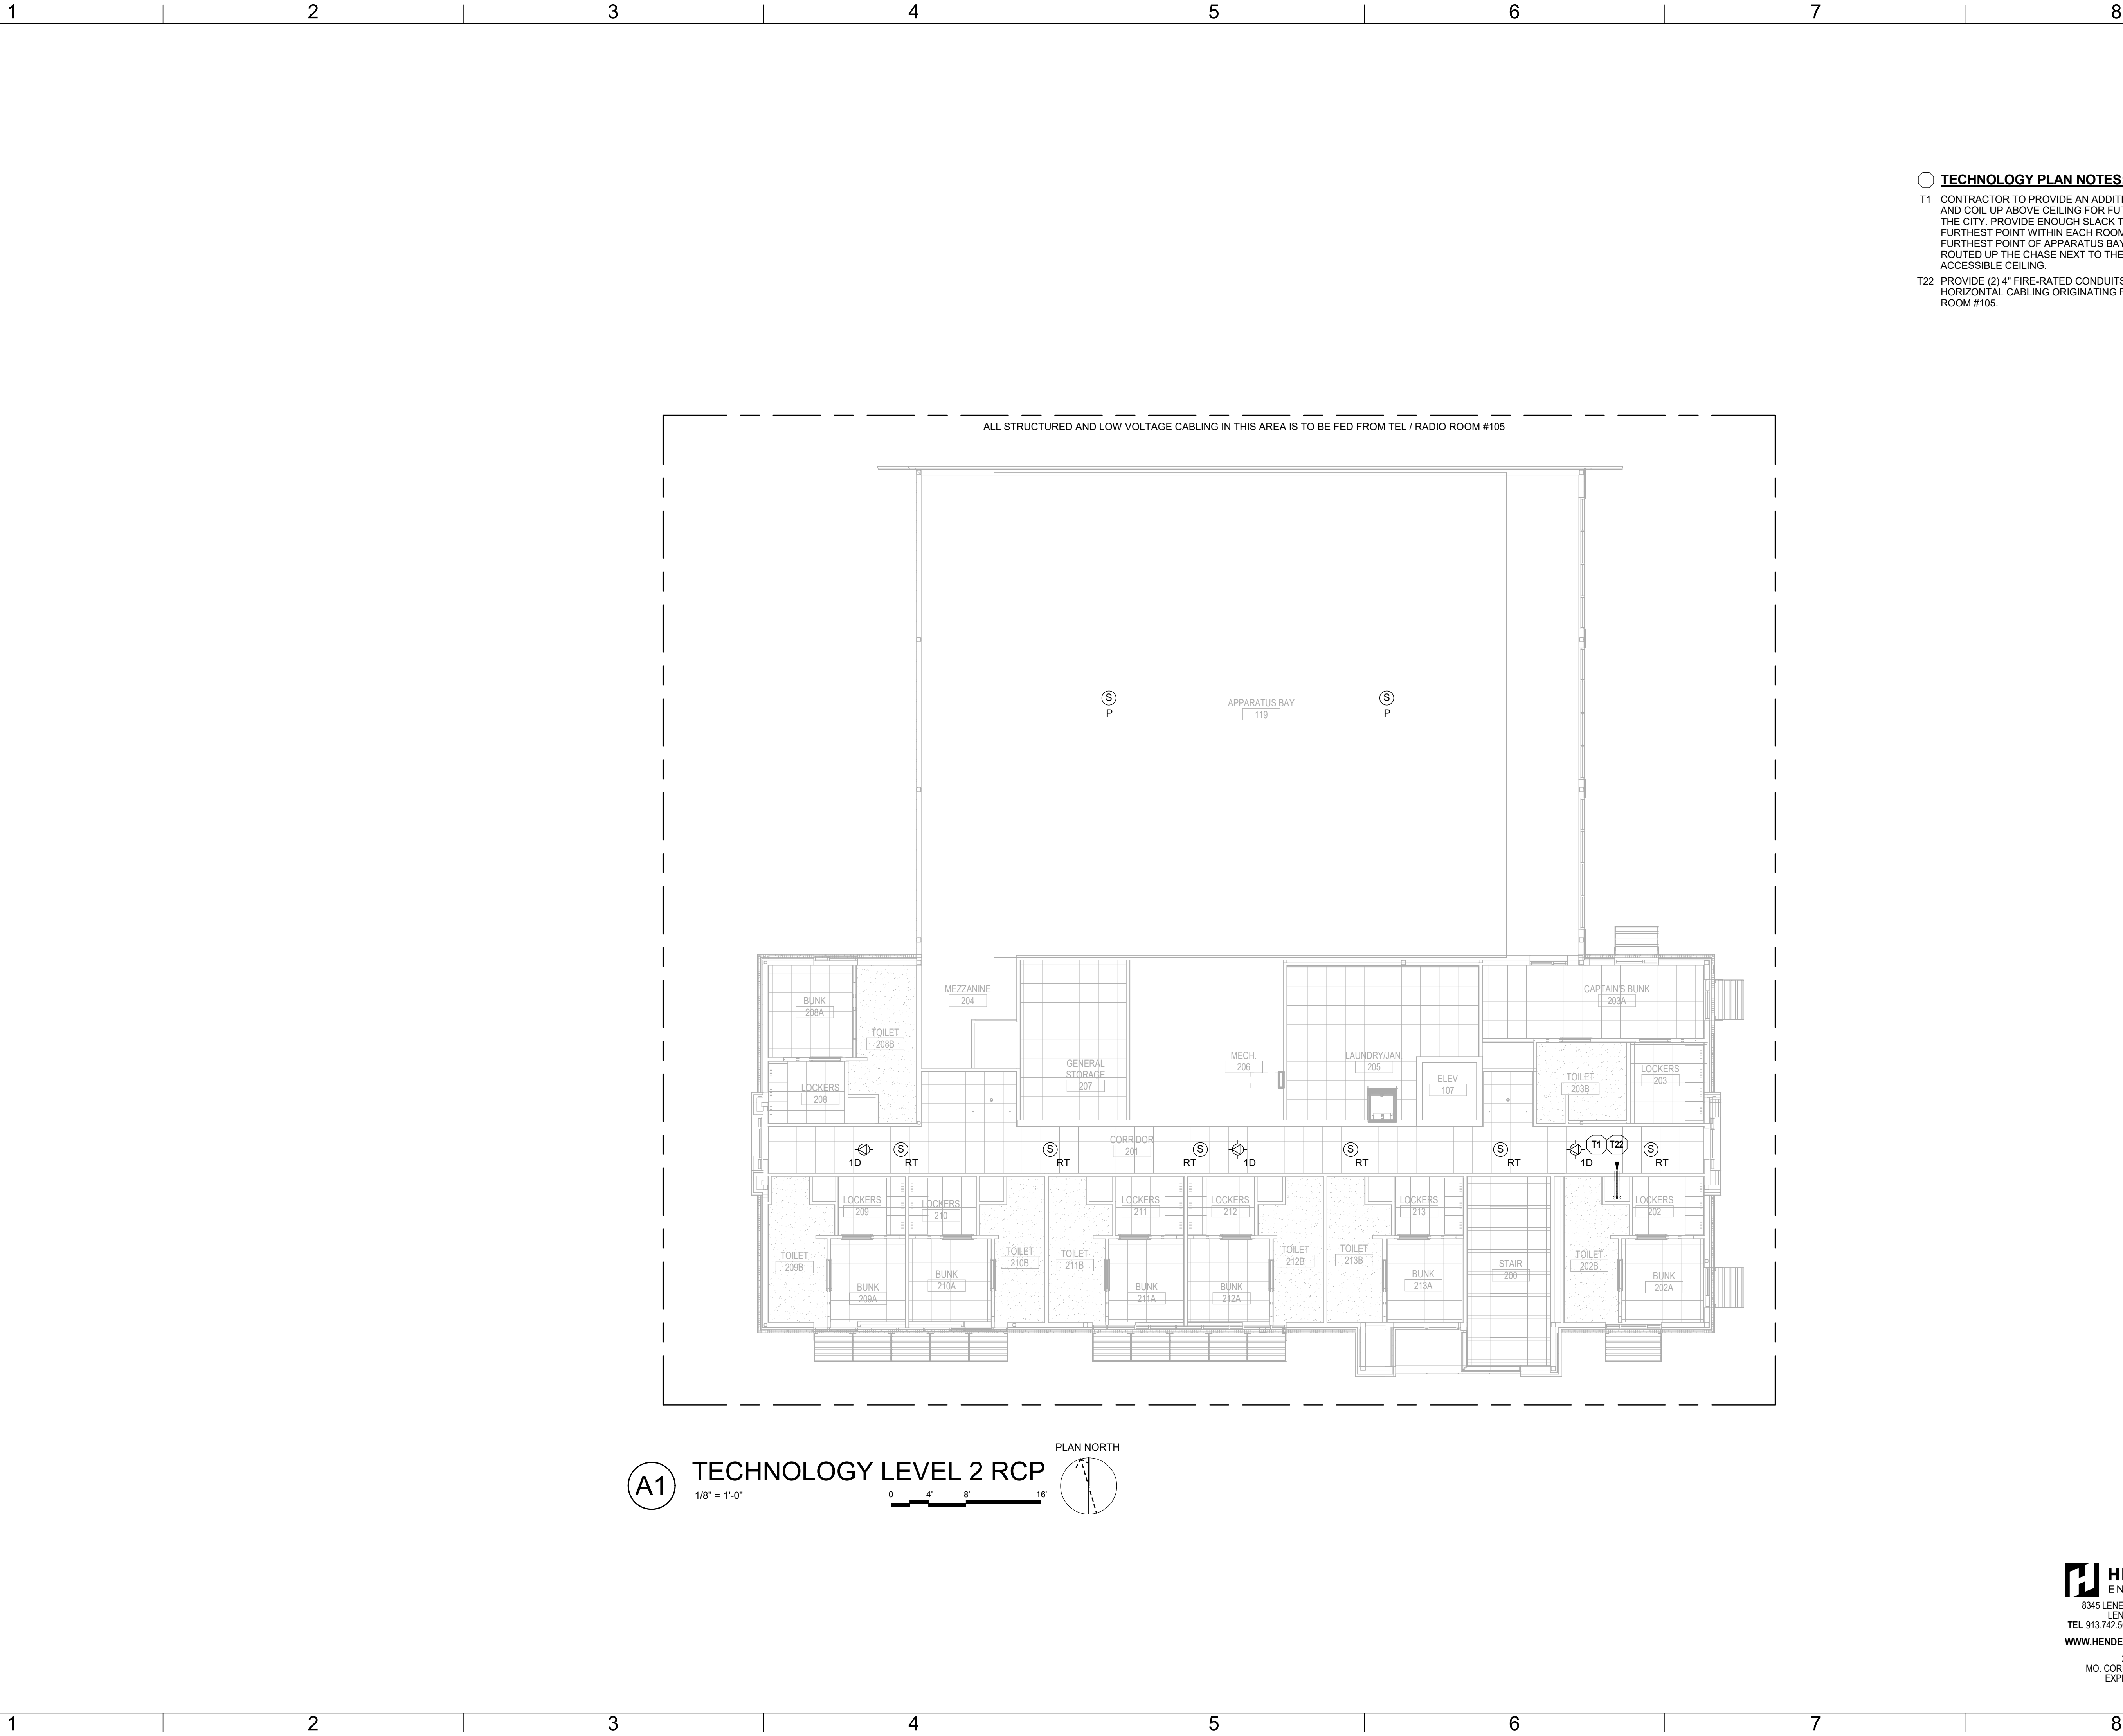 1 2 3 4 5 6 7 8
TECHNOLOGY PLAN NOTES
T1 CONTRACTOR TO PROVIDE AN
AND COIL UP ABOVE CEILING FOR
THE CITY. PROVIDE ENOUGH SLACK
FURTHEST POINT WITHIN EACH ROOM
FURTHEST POINT OF APPARATUS BAY
ROUTED UP THE CHASE NEXT TO THE
ACCESSIBLE CEILING.
T22 PROVIDE (2) 4" FIRE-RATED CONDUITS
HORIZONTAL CABLING ORIGINATING
ROOM #105.
ALL STRUCTURED AND LOW VOLTAGE CABLING IN THIS AREA IS TO BE FED FROM TEL / RADIO ROOM #105
S S
P P
APPARATUS BAY
119
BUNK
208A
TOILET
208B
LOCKERS
208
MEZZANINE
204
GENERAL
STORAGE
207
MECH.
206
LAUNDRY/JAN.
205
ELEV
107
CAPTAIN'S BUNK
203A
TOILET
203B
LOCKERS
203
CORRIDOR
201
S S S S S T1 T22 S
1D RT RT RT 1D RT RT 1D RT
LOCKERS
209
LOCKERS
210
LOCKERS
211
LOCKERS
212
LOCKERS
213
LOCKERS
202
TOILET
209B
BUNK
209A
BUNK
210A
TOILET
210B
TOILET
211B
BUNK
211A
BUNK
212A
TOILET
212B
TOILET
213B
BUNK
213A
STAIR
200
TOILET
202B
BUNK
202A
PLAN NORTH
A1 TECHNOLOGY LEVEL 2 RCP
1/8" = 1'-0"
0 4' 8' 16'
8345
TEL 913.742.5
WWW.HENDE
MO.
1 2 3 4 5 6 7 8